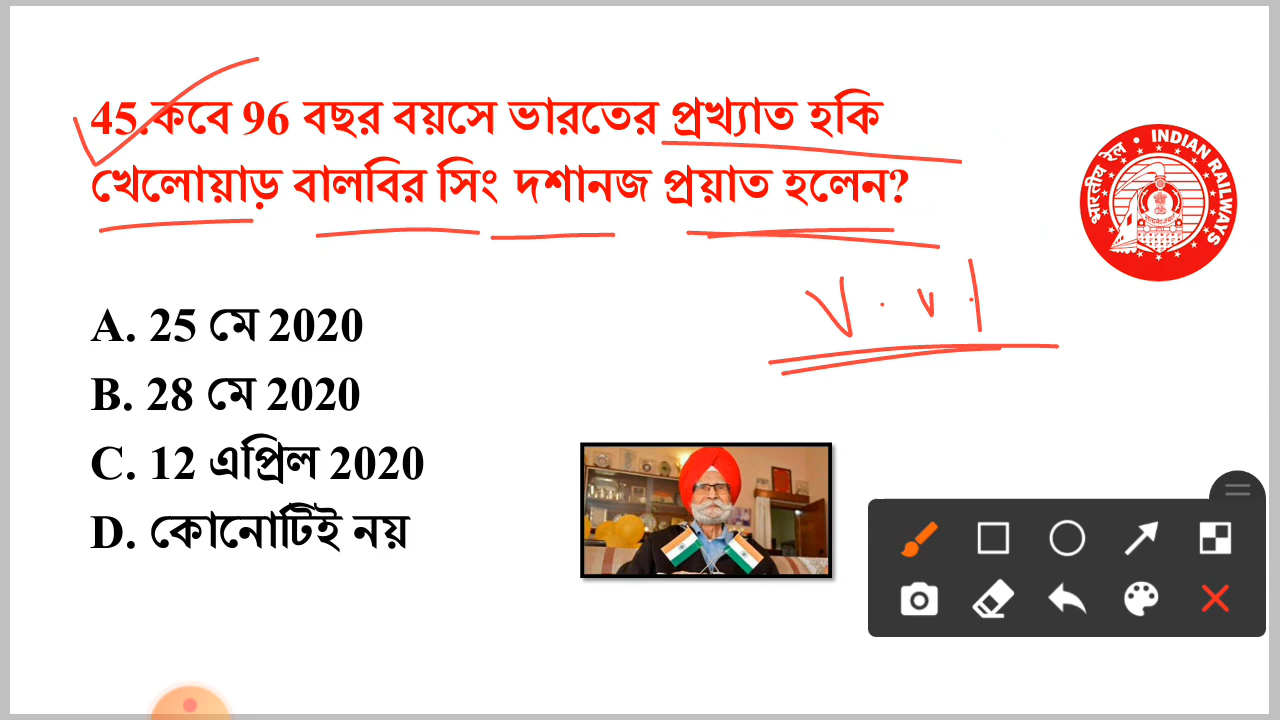 45.কবে 96 বছর বয়সে ভারতের প্রখ্যাত হকি
খেলোয়াড় বালবির সিং দশানজ প্রয়াত হলেন?
भारतीय रेल • INDIAN RAILWAYS
V.V.I
A. 25 মে 2020
B. 28 মে 2020
C. 12 এপ্রিল 2020
D. কোনোটিই নয়